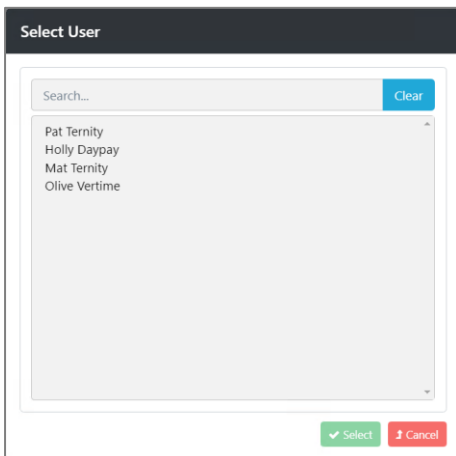 Select User
Search...
Clear
Pat Ternity
Holly Daypay
Mat Ternity
Olive Vertime
Select
Cancel